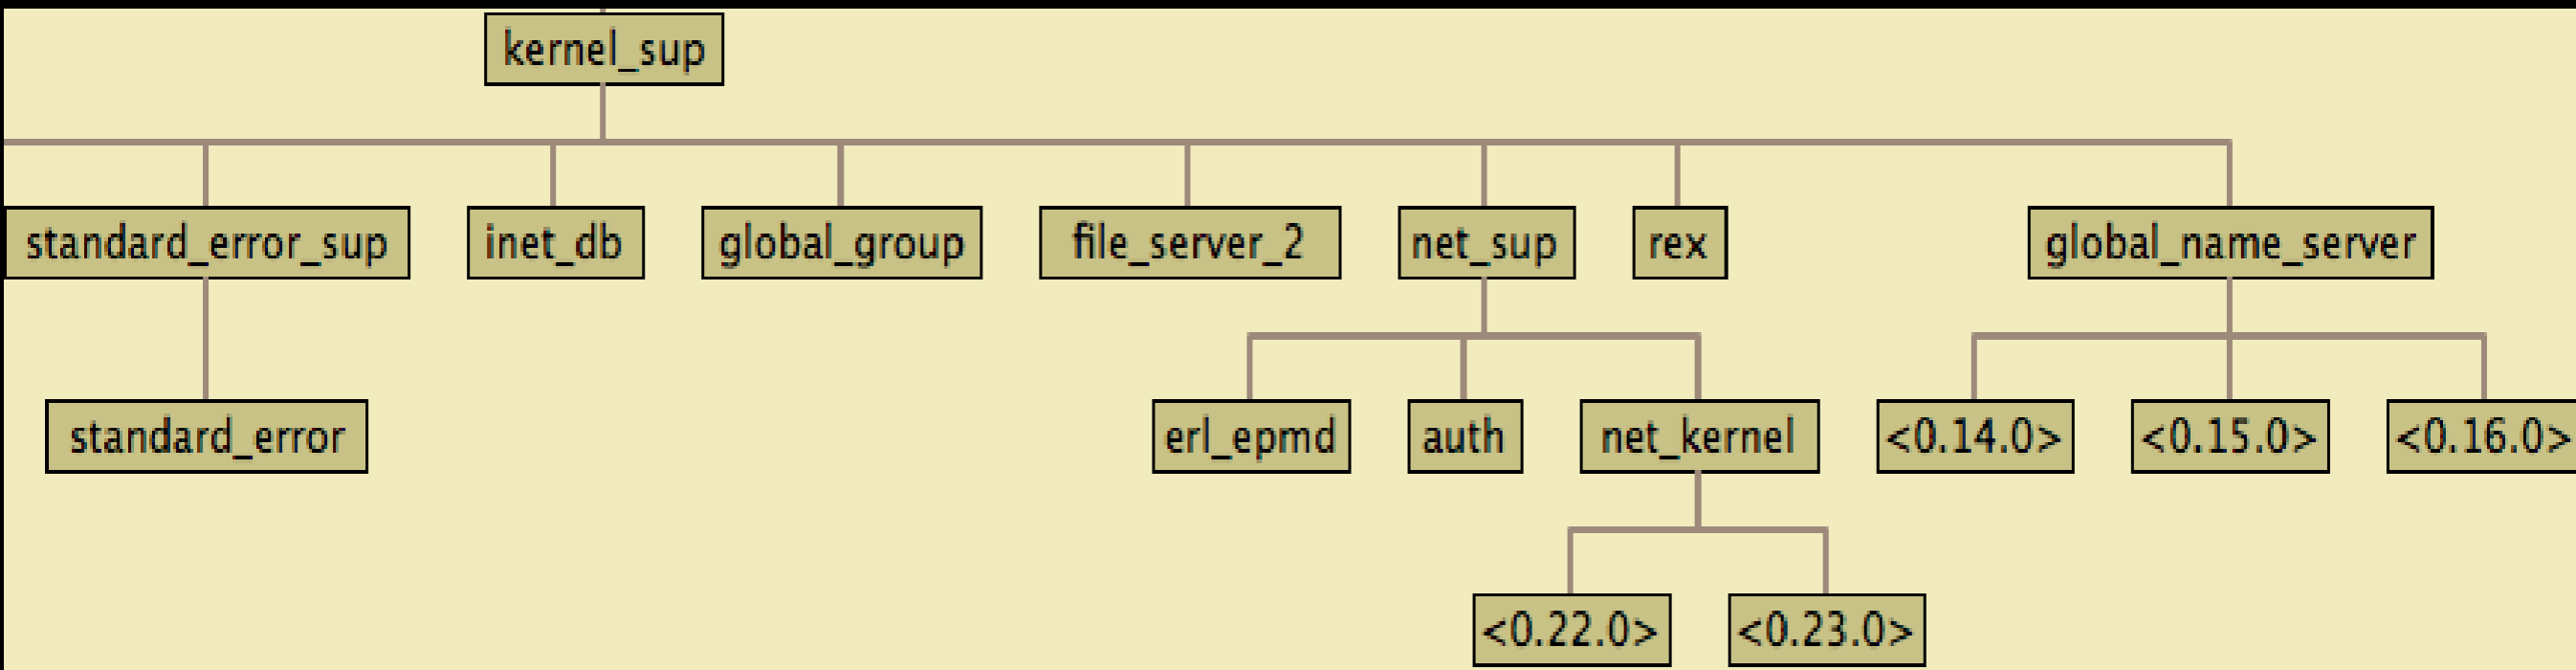 kernel_sup
standard_error_sup inet_db global_group file_server_2 net_sup rex global_name_server
standard_error erl_epmd auth net_kernel <0.14.0> <0.15.0> <0.16.0>
<0.22.0> <0.23.0>